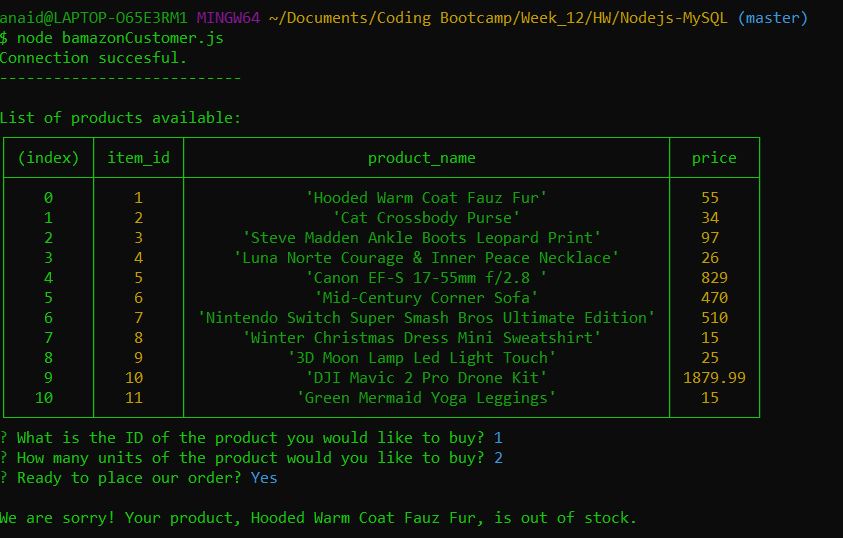 anaid@LAPTOP-O65E3RM1 MINGW64 ~/Documents/Coding Bootcamp/Week_12/HW/Nodejs-MySQL (master)
$ node bamazonCustomer.js
Connection succesful.
---------------------------
List of products available:
(index) item_id product_name price
0 1 'Hooded Warm Coat Fauz Fur' 55
1 2 'Cat Crossbody Purse' 34
2 3 'Steve Madden Ankle Boots Leopard Print' 97
3 4 'Luna Norte Courage & Inner Peace Necklace' 26
4 5 'Canon EF-S 17-55mm f/2.8 ' 829
5 6 'Mid-Century Corner Sofa' 470
6 7 'Nintendo Switch Super Smash Bros Ultimate Edition' 510
7 8 'Winter Christmas Dress Mini Sweatshirt' 15
8 9 '3D Moon Lamp Led Light Touch' 25
9 10 'DJI Mavic 2 Pro Drone Kit' 1879.99
10 11 'Green Mermaid Yoga Leggings' 15
? What is the ID of the product you would like to buy? 1
? How many units of the product would you like to buy? 2
? Ready to place our order? Yes
We are sorry! Your product, Hooded Warm Coat Fauz Fur, is out of stock.